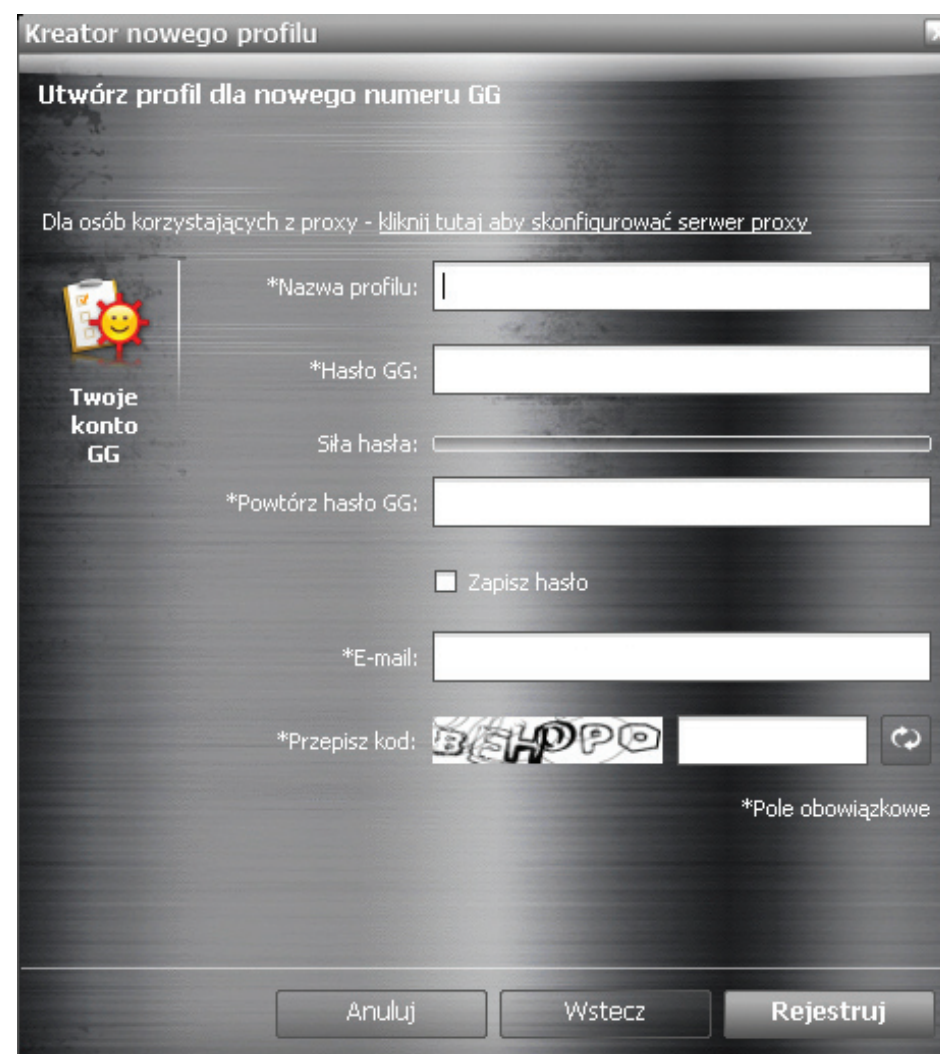 Kreator nowego profilu
Utwórz profil dla nowego numeru GG
Dla osób korzystających z proxy - kliknij tutaj aby skonfigurować serwer proxy
*Nazwa profilu:
*Hasło GG:
Twoje
konto
GG
Siła hasła:
*Powtórz hasło GG:
Zapisz hasło
*E-mail:
*Przepisz kod:
*Pole obowiązkowe
Anuluj Wstecz Rejestruj